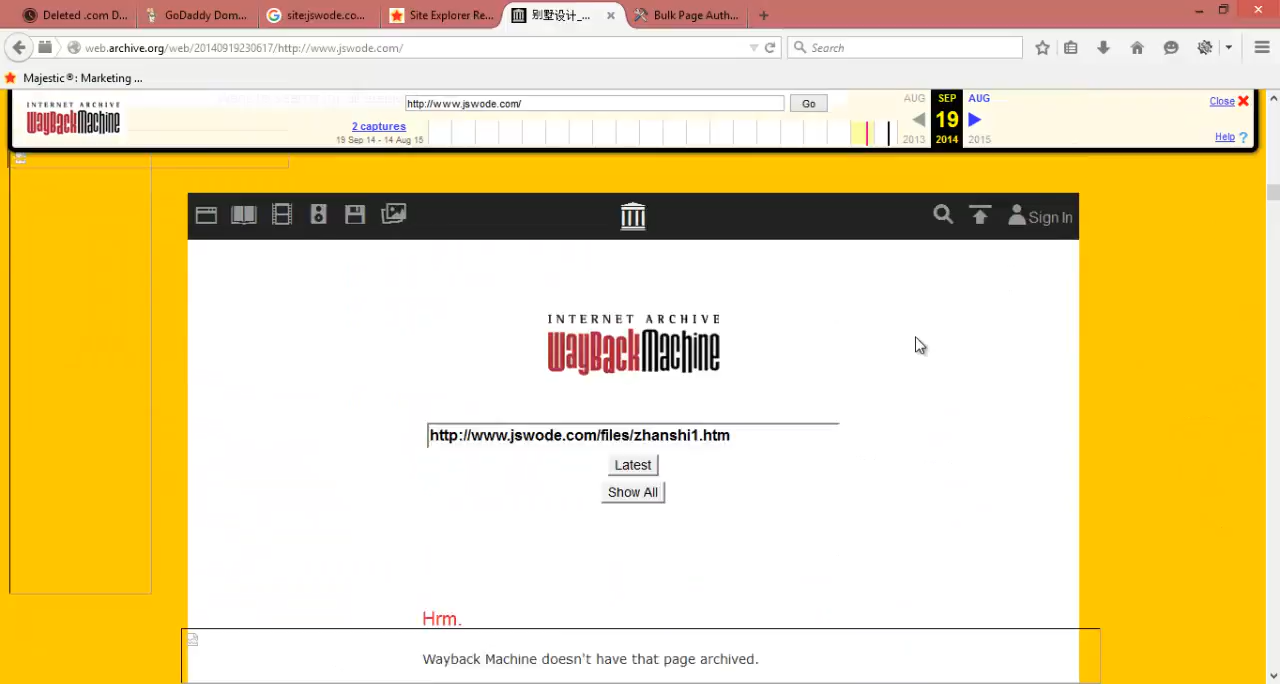 Deleted .com D...
GoDaddy Dom...
site:jswode.co...
Site Explorer Re...
别墅设计_...
Bulk Page Auth...
web.archive.org/web/20140919230617/http://www.jswode.com/
Search
Majestic®: Marketing ...
INTERNET ARCHIVE
WayBackMachine
http://www.jswode.com/
Go
AUG
SEP
AUG
Close
2 captures
19 Sep 14 - 14 Aug 15
19
2013
2014
2015
Help ?
Sign In
INTERNET ARCHIVE
WayBackMachine
http://www.jswode.com/files/zhanshi1.htm
Latest
Show All
Hrm.
Wayback Machine doesn't have that page archived.